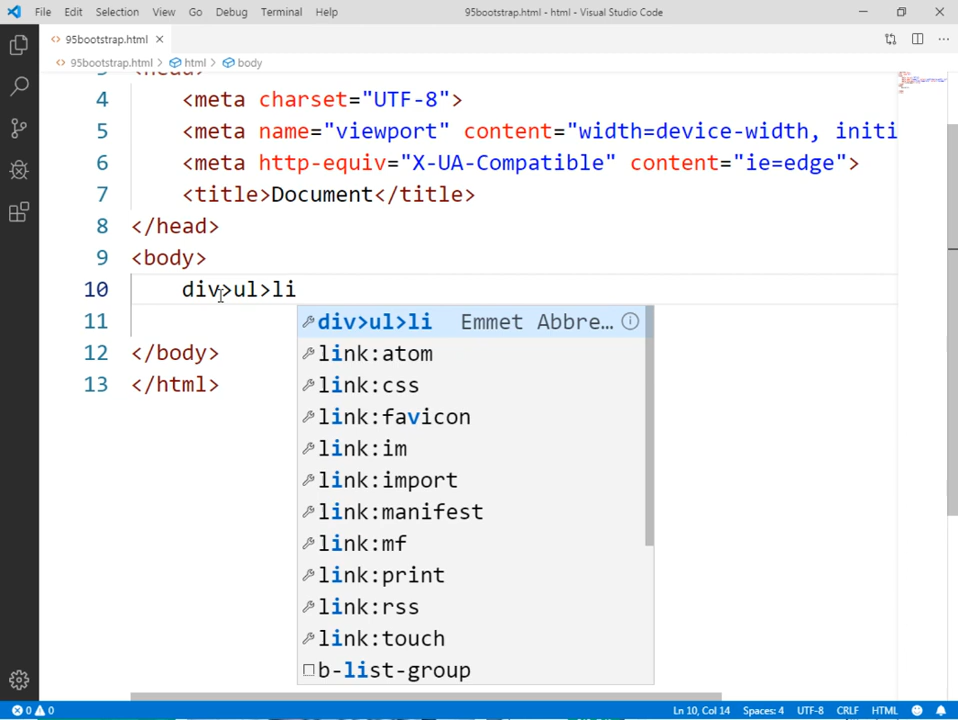 File Edit Selection View Go Debug Terminal Help 95bootstrap.html - html - Visual Studio Code
<> 95bootstrap.html
<> 95bootstrap.html > html > body
4 <meta charset="UTF-8">
5 <meta name="viewport" content="width=device-width, initi
6 <meta http-equiv="X-UA-Compatible" content="ie=edge">
7 <title>Document</title>
8 </head>
9 <body>
10 div>ul>li
div>ul>li Emmet Abbre...
11
link:atom
12 </body>
link:css
13 </html>
link:favicon
link:im
link:import
link:manifest
link:mf
link:print
link:rss
link:touch
b-list-group
0 0 Ln 10, Col 14 Spaces: 4 UTF-8 CRLF HTML